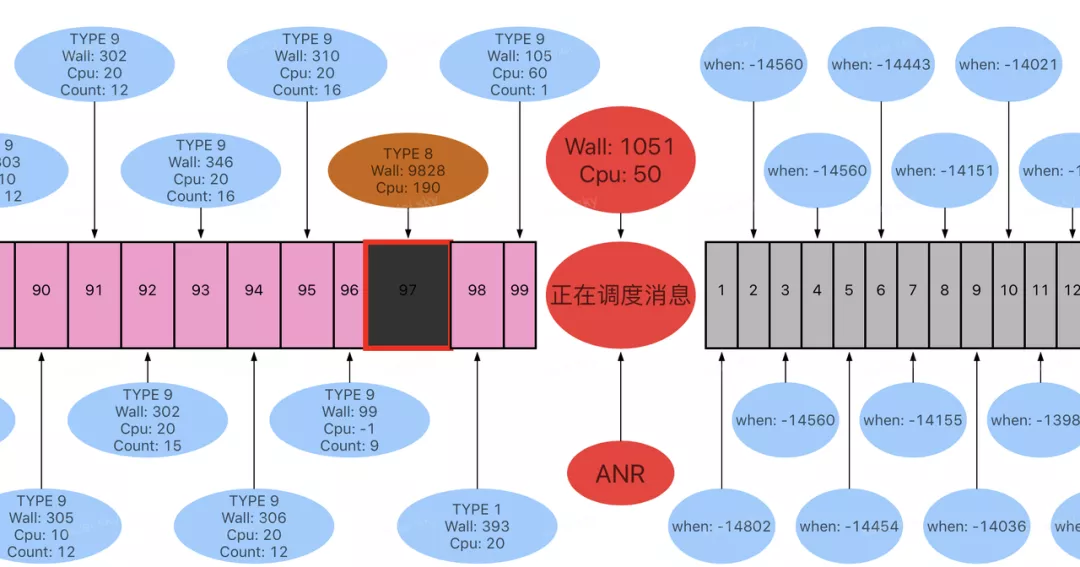 TYPE 9
Wall: 302
Cpu: 20
Count: 12
TYPE 9
Wall: 310
Cpu: 20
Count: 16
TYPE 9
Wall: 105
Cpu: 60
Count: 1
when: -14560
when: -14443
when: -14021
9
303
10
12
TYPE 9
Wall: 346
Cpu: 20
Count: 16
TYPE 8
Wall: 9828
Cpu: 190
Wall: 1051
Cpu: 50
when: -14560
when: -14151
when: -1
90
91
92
93
94
95
96
97
98
99
正在调度消息
1
2
3
4
5
6
7
8
9
10
11
12
TYPE 9
Wall: 302
Cpu: 20
Count: 15
TYPE 9
Wall: 99
Cpu: -1
Count: 9
when: -14560
when: -14155
when: -1398
ANR
TYPE 9
Wall: 305
Cpu: 10
Count: 12
TYPE 9
Wall: 306
Cpu: 20
Count: 12
TYPE 1
Wall: 393
Cpu: 20
when: -14802
when: -14454
when: -14036
whe